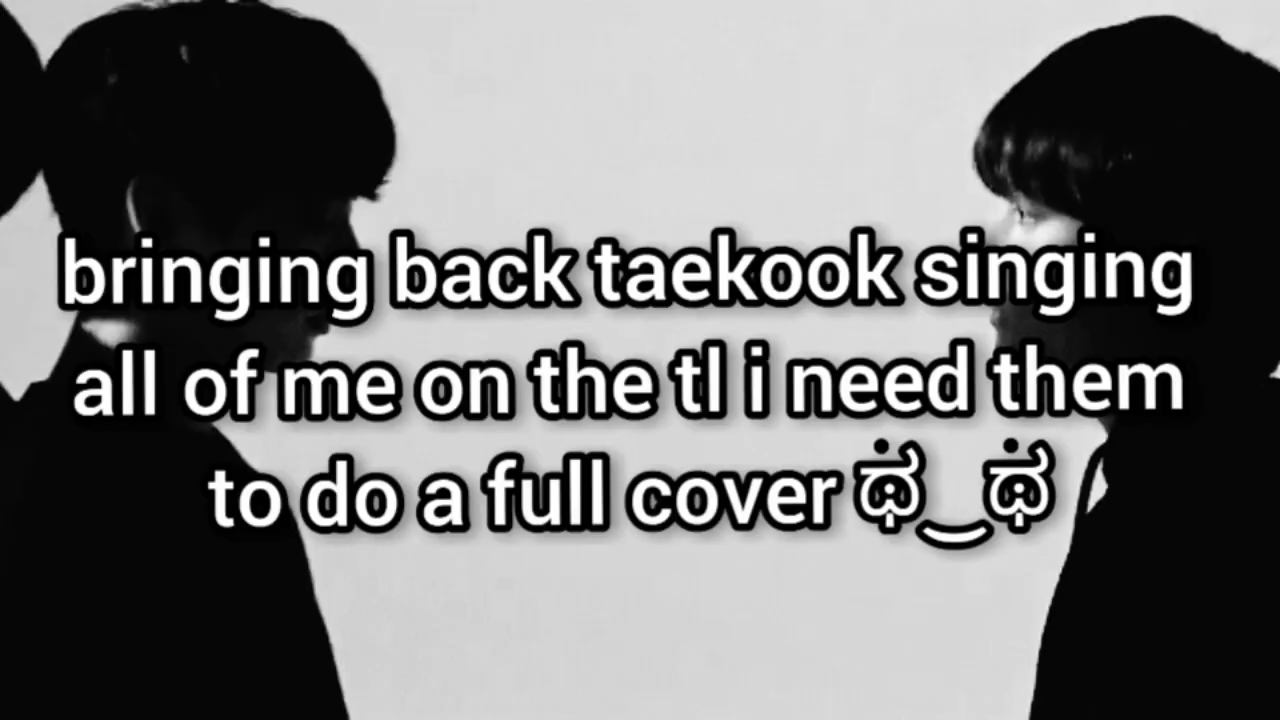 bringing back taekook singing
all of me on the tl i need them
to do a full cover ಥ‿ಥ